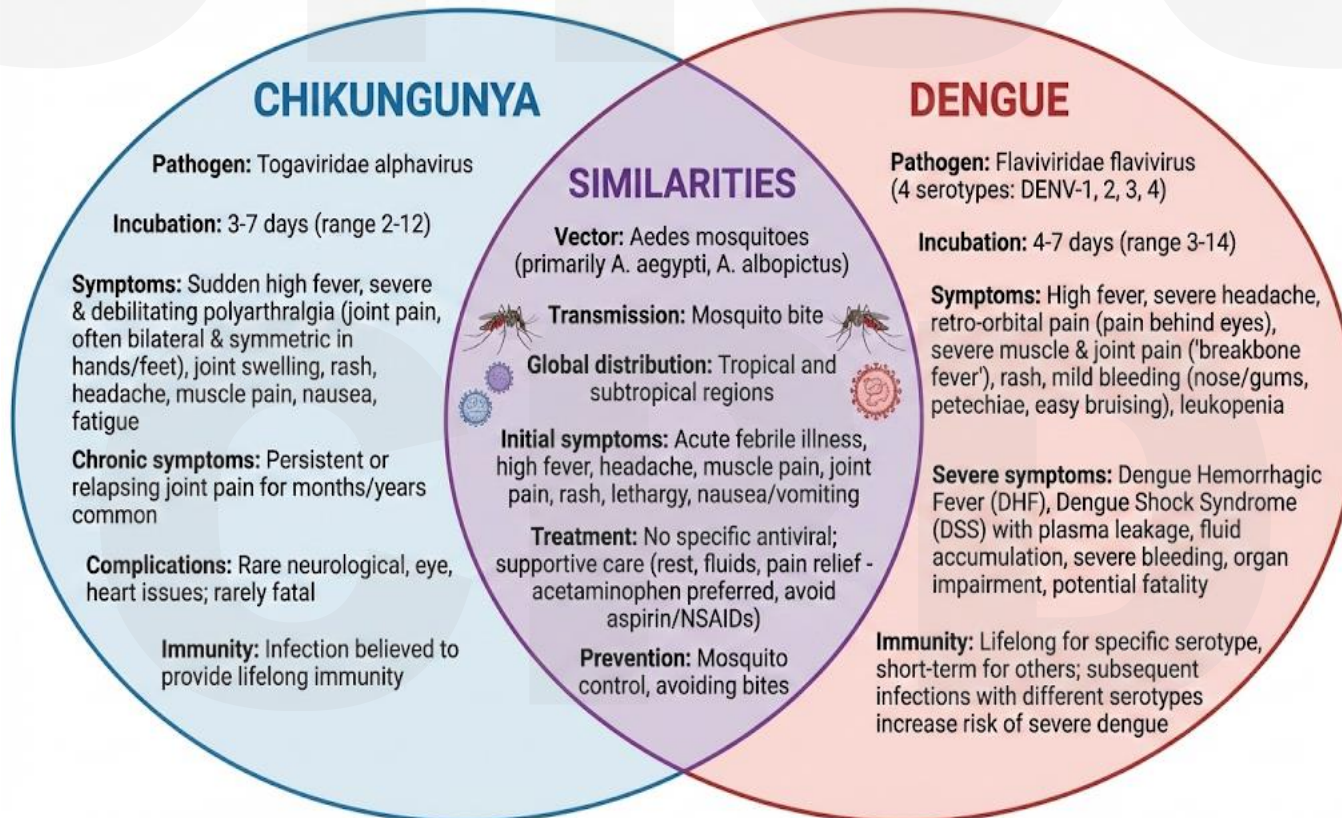 CHIKUNGUNYA
Pathogen: Togaviridae alphavirus
Incubation: 3-7 days (range 2-12)
Symptoms: Sudden high fever, severe
& debilitating polyarthralgia (joint pain,
often bilateral & symmetric in
hands/feet), joint swelling, rash,
headache, muscle pain, nausea,
fatigue
Chronic symptoms: Persistent or
relapsing joint pain for months/years
common
Complications: Rare neurological, eye,
heart issues; rarely fatal
Immunity: Infection believed to
provide lifelong immunity
SIMILARITIES
Vector: Aedes mosquitoes
(primarily A. aegypti, A. albopictus)
Transmission: Mosquito bite
Global distribution: Tropical and
subtropical regions
Initial symptoms: Acute febrile illness,
high fever, headache, muscle pain, joint
pain, rash, lethargy, nausea/vomiting
Treatment: No specific antiviral;
supportive care (rest, fluids, pain relief -
acetaminophen preferred, avoid
aspirin/NSAIDs)
Prevention: Mosquito
control, avoiding bites
DENGUE
Pathogen: Flaviviridae flavivirus
(4 serotypes: DENV-1, 2, 3, 4)
Incubation: 4-7 days (range 3-14)
Symptoms: High fever, severe headache,
retro-orbital pain (pain behind eyes),
severe muscle & joint pain ('breakbone
fever'), rash, mild bleeding (nose/gums,
petechiae, easy bruising), leukopenia
Severe symptoms: Dengue Hemorrhagic
Fever (DHF), Dengue Shock Syndrome
(DSS) with plasma leakage, fluid
accumulation, severe bleeding, organ
impairment, potential fatality
Immunity: Lifelong for specific serotype,
short-term for others; subsequent
infections with different serotypes
increase risk of severe dengue